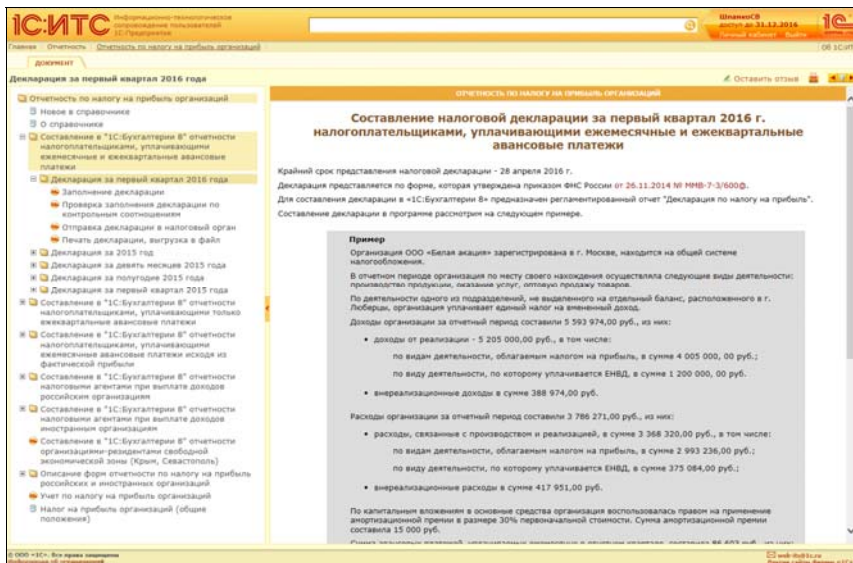 1С:ИТС
Информационно-технологическое
сопровождение пользователей
1С:Предприятия
ШпанкоСВ
доступ до 31.12.2016
Личный кабинет Выйти
Главная Отчетность Отчетность по налогу на прибыль организаций
Об 1С:ИТ
ДОКУМЕНТ
Декларация за первый квартал 2016 года
Оставить отзыв
Отчетность по налогу на прибыль организаций
Новое в справочнике
О справочнике
Составление в "1С:Бухгалтерии 8" отчетности
налогоплательщиками, уплачивающими
ежемесячные и ежеквартальные авансовые
платежи
Декларация за первый квартал 2016 года
Заполнение декларации
Проверка заполнения декларации по
контрольным соотношениям
Отправка декларации в налоговый орган
Печать декларации, выгрузка в файл
Декларация за 2015 год
Декларация за девять месяцев 2015 года
Декларация за полугодие 2015 года
Декларация за первый квартал 2015 года
Составление в "1С:Бухгалтерии 8" отчетности
налогоплательщиками, уплачивающими только
ежеквартальные авансовые платежи
Составление в "1С:Бухгалтерии 8" отчетности
налогоплательщиками, уплачивающими
ежемесячные авансовые платежи исходя из
фактической прибыли
Составление в "1С:Бухгалтерии 8" отчетности
налоговыми агентами при выплате доходов
российским организациям
Составление в "1С:Бухгалтерии 8" отчетности
налоговыми агентами при выплате доходов
иностранным организациям
Составление в "1С:Бухгалтерии 8" отчетности
организациями-резидентами свободной
экономической зоны (Крым, Севастополь)
Описание форм отчетности по налогу на прибыль
российских и иностранных организаций
Учет по налогу на прибыль организаций
Налог на прибыль организаций (общие
положения)
ОТЧЕТНОСТЬ ПО НАЛОГУ НА ПРИБЫЛЬ ОРГАНИЗАЦИЙ
Составление налоговой декларации за первый квартал 2016 г.
налогоплательщиками, уплачивающими ежемесячные и ежеквартальные
авансовые платежи
Крайний срок представления налоговой декларации - 28 апреля 2016 г.
Декларация представляется по форме, которая утверждена приказом ФНС России от 26.11.2014 № ММВ-7-3/600@.
Для составления декларации в «1С:Бухгалтерии 8» предназначен регламентированный отчет "Декларация по налогу на прибыль".
Составление декларации в программе рассмотрим на следующем примере.
Пример
Организация ООО «Белая акация» зарегистрирована в г. Москве, находится на общей системе
налогообложения.
В отчетном периоде организация по месту своего нахождения осуществляла следующие виды деятельности:
производство продукции, оказание услуг, оптовую продажу товаров.
По деятельности одного из подразделений, не выделенного на отдельный баланс, расположенного в г.
Люберцы, организация уплачивает единый налог на вмененный доход.
Доходы организации за отчетный период составили 5 593 974,00 руб., из них:
• доходы от реализации - 5 205 000,00 руб., в том числе:
по видам деятельности, облагаемым налогом на прибыль, в сумме 4 005 000, 00 руб.;
по виду деятельности, по которому уплачивается ЕНВД, в сумме 1 200 000, 00 руб.
• внереализационные доходы в сумме 388 974,00 руб.
Расходы организации за отчетный период составили 3 786 271,00 руб., из них:
• расходы, связанные с производством и реализацией, в сумме 3 368 320,00 руб., в том числе:
по видам деятельности, облагаемым налогом на прибыль, в сумме 2 993 236,00 руб.;
по виду деятельности, по которому уплачивается ЕНВД, в сумме 375 084,00 руб.;
• внереализационные расходы в сумме 417 951,00 руб.
По капитальным вложениям в основные средства организация воспользовалась правом на применение
амортизационной премии в размере 30% первоначальной стоимости. Сумма амортизационной премии
составила 15 000 руб.
© ООО «1С». Все права защищены